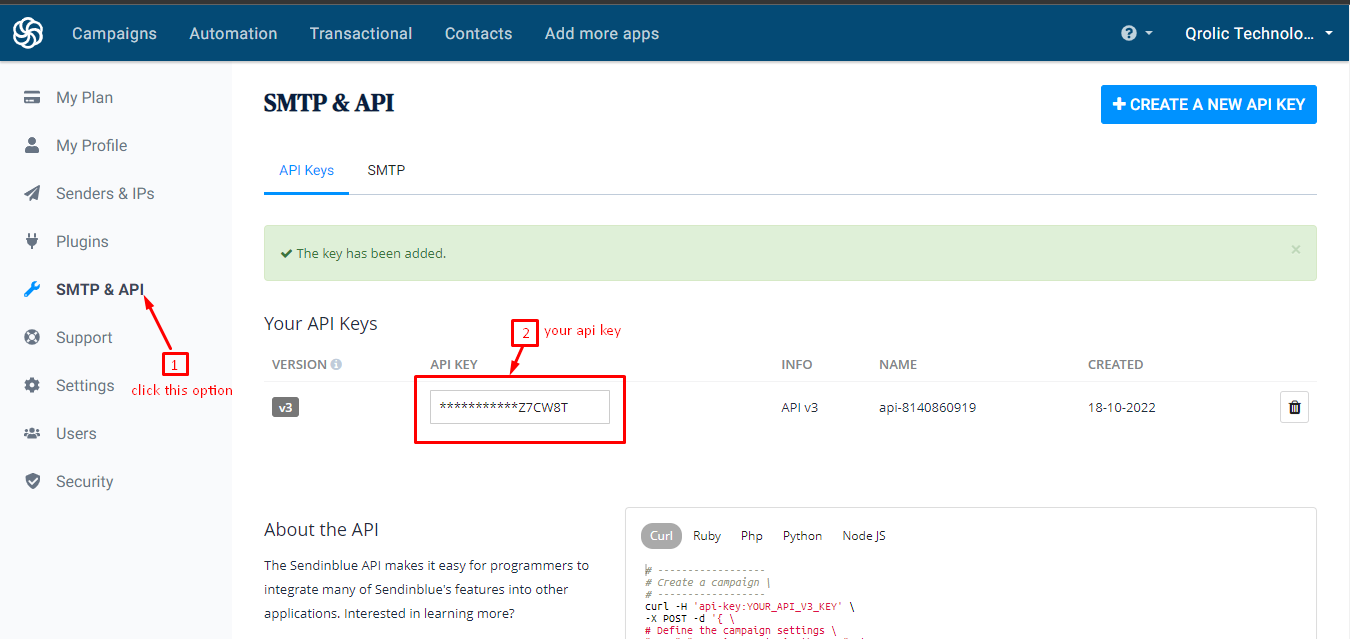 Campaigns Automation Transactional Contacts Add more apps ? Qrolic Technolo...
My Plan
My Profile
Senders & IPs
Plugins
SMTP & API
1
click this option
Support
Settings
Users
Security
SMTP & API
+ CREATE A NEW API KEY
API Keys SMTP
The key has been added. ×
Your API Keys
2 your api key
VERSION API KEY INFO NAME CREATED
v3 ***********Z7CW8T API v3 api-8140860919 18-10-2022
About the API
The Sendinblue API makes it easy for programmers to
integrate many of Sendinblue's features into other
applications. Interested in learning more?
Curl Ruby Php Python Node JS
# ------------------
# Create a campaign \
# ------------------
curl -H 'api-key:YOUR_API_V3_KEY' \
-X POST -d '{ \
# Define the campaign settings \